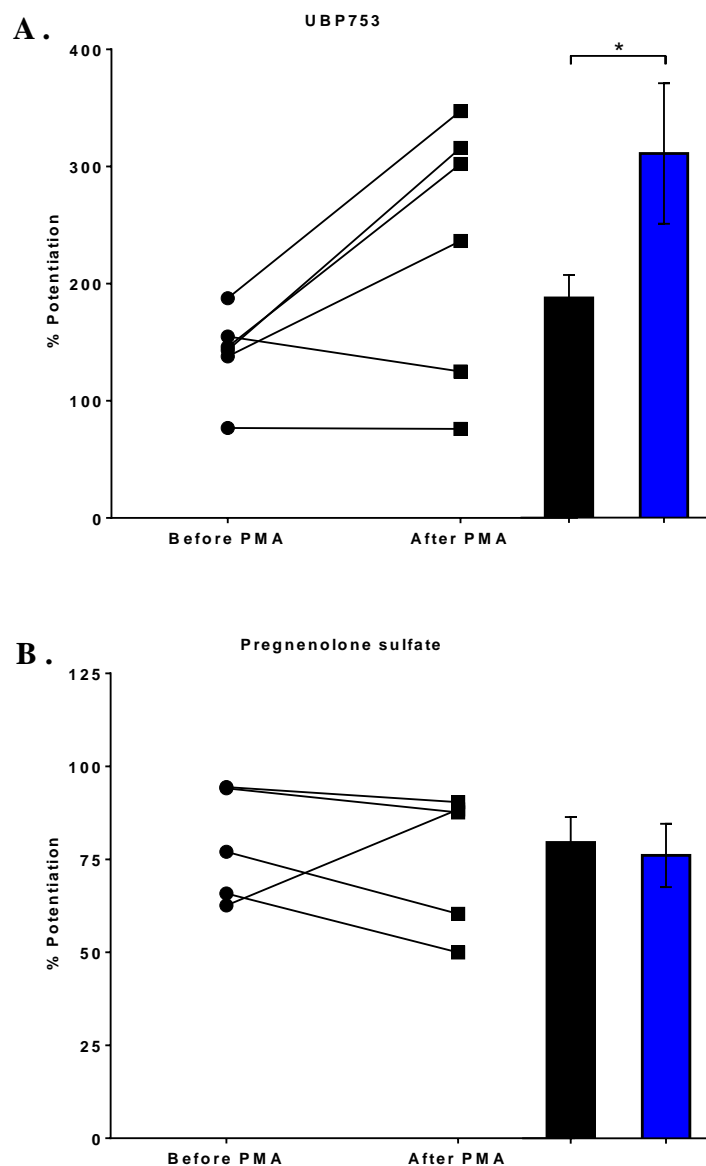 A .
UBP753
400
300
200
100
0
% Potentiation
*
Before PMA
After PMA
B .
Pregnenolone sulfate
125
100
75
50
25
0
% Potentiation
Before PMA
After PMA